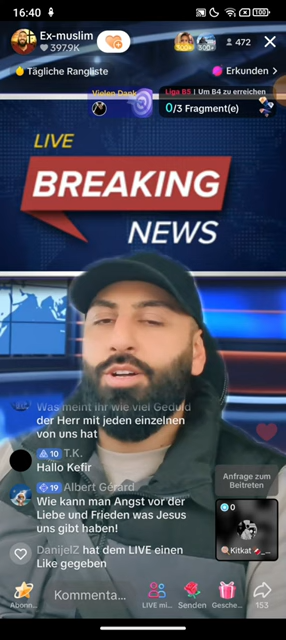 16:40
100
Ex-muslim
397.9K
300+
300+
472
Tägliche Rangliste
Erkunden >
Vielen Dank
Liga B5 | Um B4 zu erreichen
0/3 Fragment(e)
LIVE
BREAKING
NEWS
Was meint ihr wie viel Geduld
der Herr mit jeden einzelnen
von uns hat
10 T.K.
Hallo Kefir
19 Albert Gérard
Wie kann man Angst vor der
Liebe und Frieden was Jesus
uns gibt haben!
DanijelZ hat dem LIVE einen
Like gegeben
Anfrage zum
Beitreten
0
Kitkat
Kommenta...
Abonn...
LIVE mi...
Senden
Gesche...
153